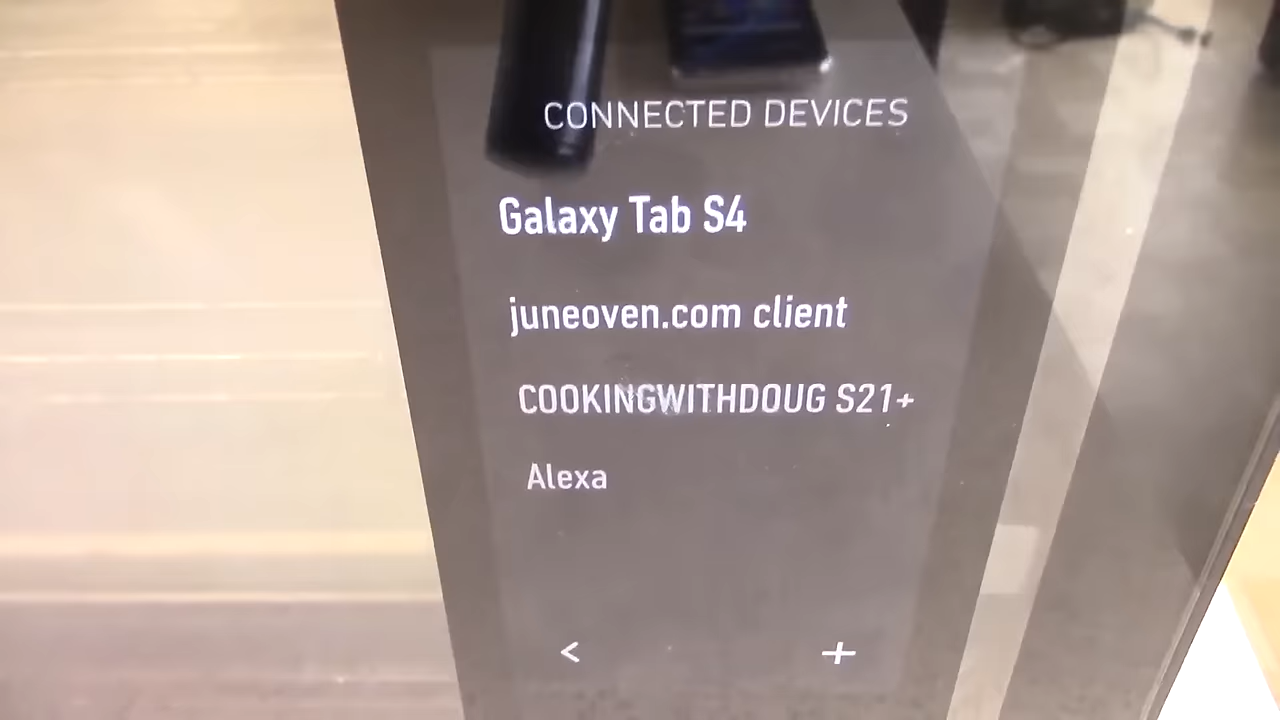 CONNECTED DEVICES
Galaxy Tab S4
juneoven.com client
COOKINGWITHDOUG S21+
Alexa
< +